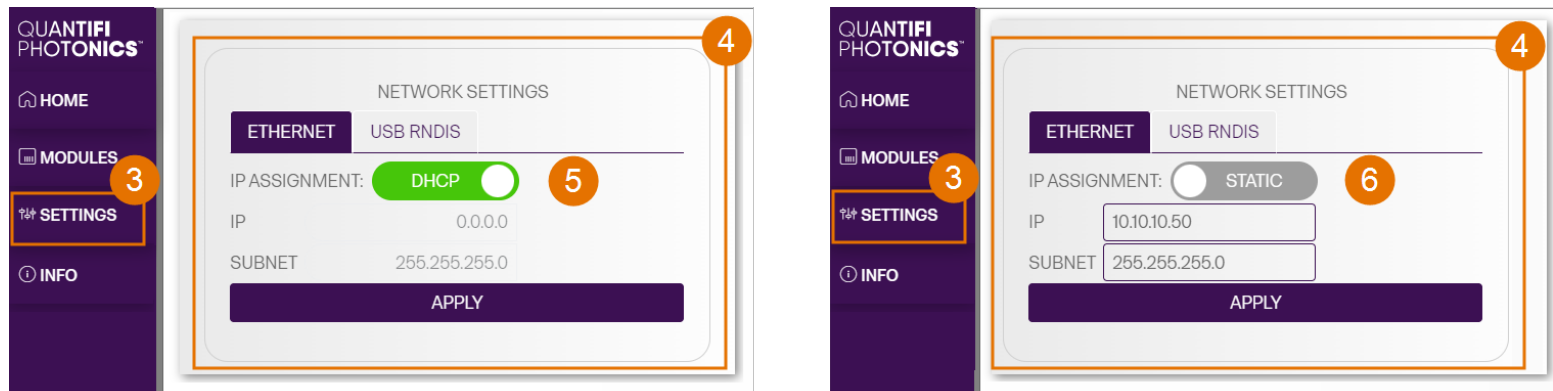 QUANTIFI
PHOTONICS™
HOME
MODULES
3
SETTINGS
INFO
4
NETWORK SETTINGS
ETHERNET USB RNDIS
IP ASSIGNMENT: DHCP 5
IP 0.0.0.0
SUBNET 255.255.255.0
APPLY
QUANTIFI
PHOTONICS™
HOME
MODULES
3
SETTINGS
INFO
4
NETWORK SETTINGS
ETHERNET USB RNDIS
IP ASSIGNMENT: STATIC 6
IP 10.10.10.50
SUBNET 255.255.255.0
APPLY